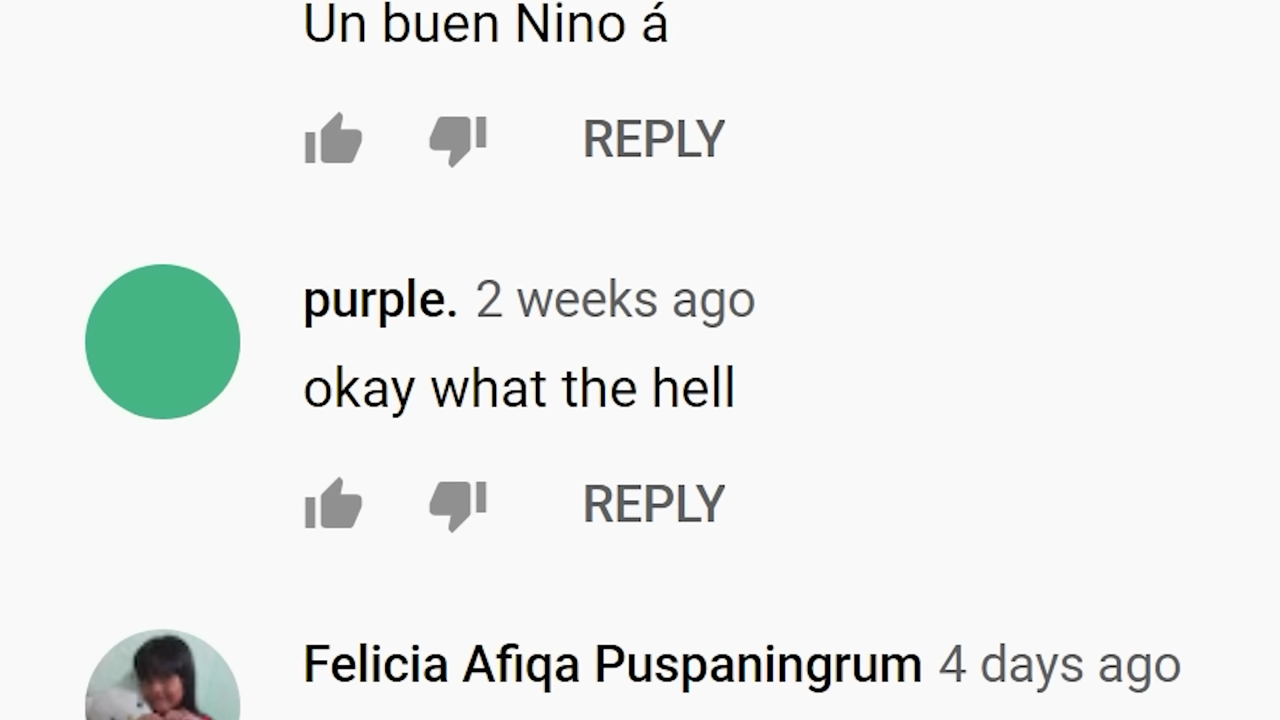 Un buen Nino á
REPLY
purple. 2 weeks ago
okay what the hell
REPLY
Felicia Afiqa Puspaningrum 4 days ago